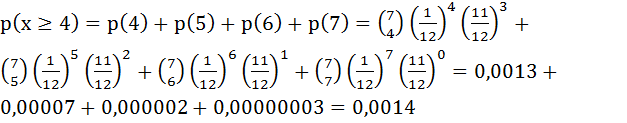 p(x ≥ 4) = p(4) + p(5) + p(6) + p(7) = (7 4) (1/12)^4 (11/12)^3 +
(7 5) (1/12)^5 (11/12)^2 + (7 6) (1/12)^6 (11/12)^1 + (7 7) (1/12)^7 (11/12)^0 = 0,0013 +
0,00007 + 0,000002 + 0,00000003 = 0,0014